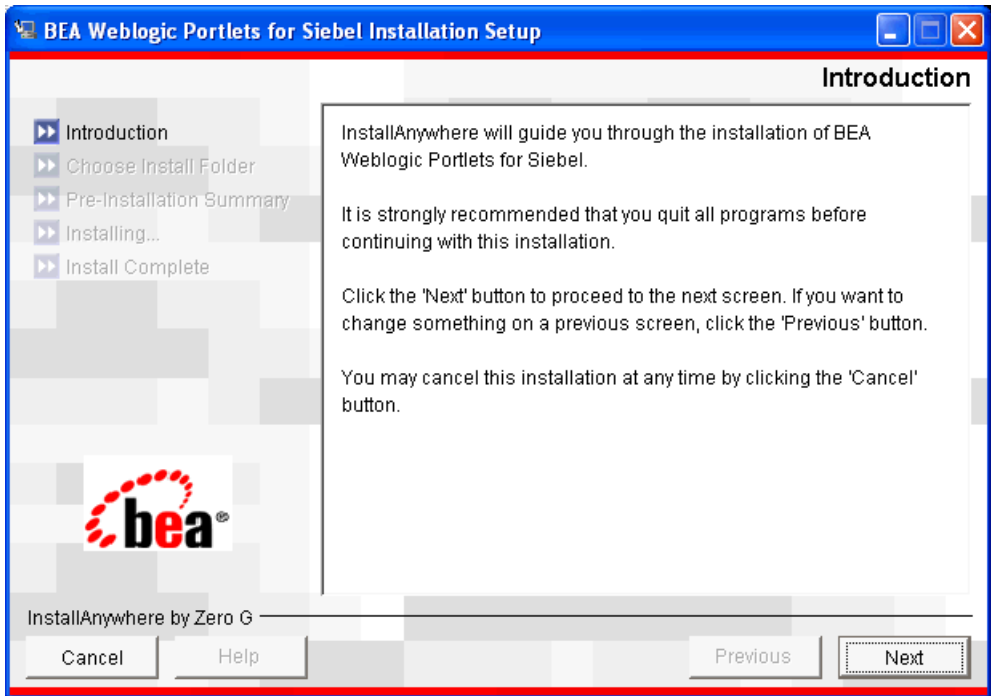 BEA Weblogic Portlets for Siebel Installation Setup
Introduction
Introduction
Choose Install Folder
Pre-Installation Summary
Installing...
Install Complete
InstallAnywhere will guide you through the installation of BEA
Weblogic Portlets for Siebel.
It is strongly recommended that you quit all programs before
continuing with this installation.
Click the 'Next' button to proceed to the next screen. If you want to
change something on a previous screen, click the 'Previous' button.
You may cancel this installation at any time by clicking the 'Cancel'
button.
bea®
InstallAnywhere by Zero G
Cancel
Help
Previous
Next